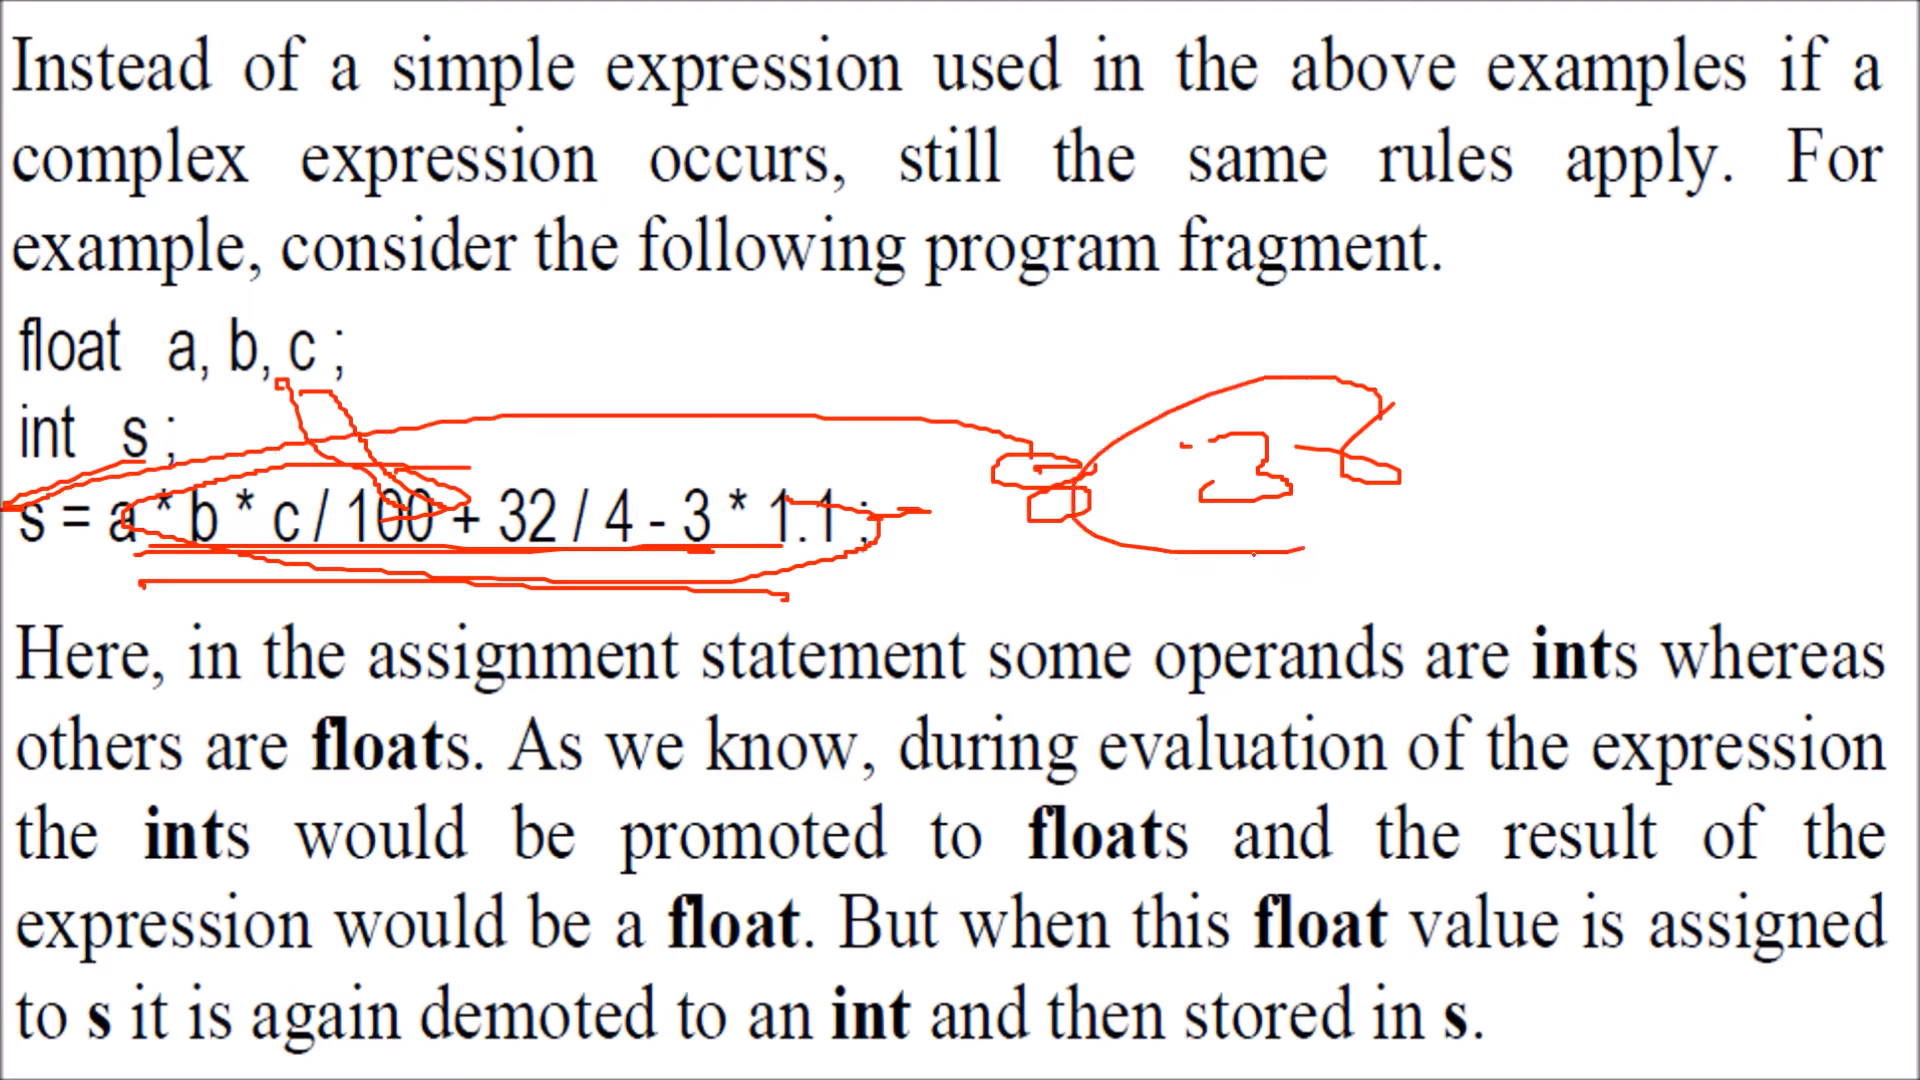 Instead of a simple expression used in the above examples if a
complex expression occurs, still the same rules apply. For
example, consider the following program fragment.
float a, b, c ;
int s ;
s = a * b * c / 100 + 32 / 4 - 3 * 1.1 ;
3
Here, in the assignment statement some operands are ints whereas
others are floats. As we know, during evaluation of the expression
the ints would be promoted to floats and the result of the
expression would be a float. But when this float value is assigned
to s it is again demoted to an int and then stored in s.